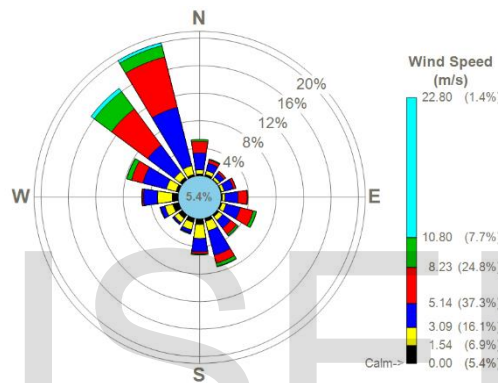 N
20%
16%
12%
8%
4%
W
5.4%
E
S
Wind Speed
(m/s)
22.80 (1.4%)
10.80 (7.7%)
8.23 (24.8%)
5.14 (37.3%)
3.09 (16.1%)
1.54 (6.9%)
Calm-> 0.00 (5.4%)